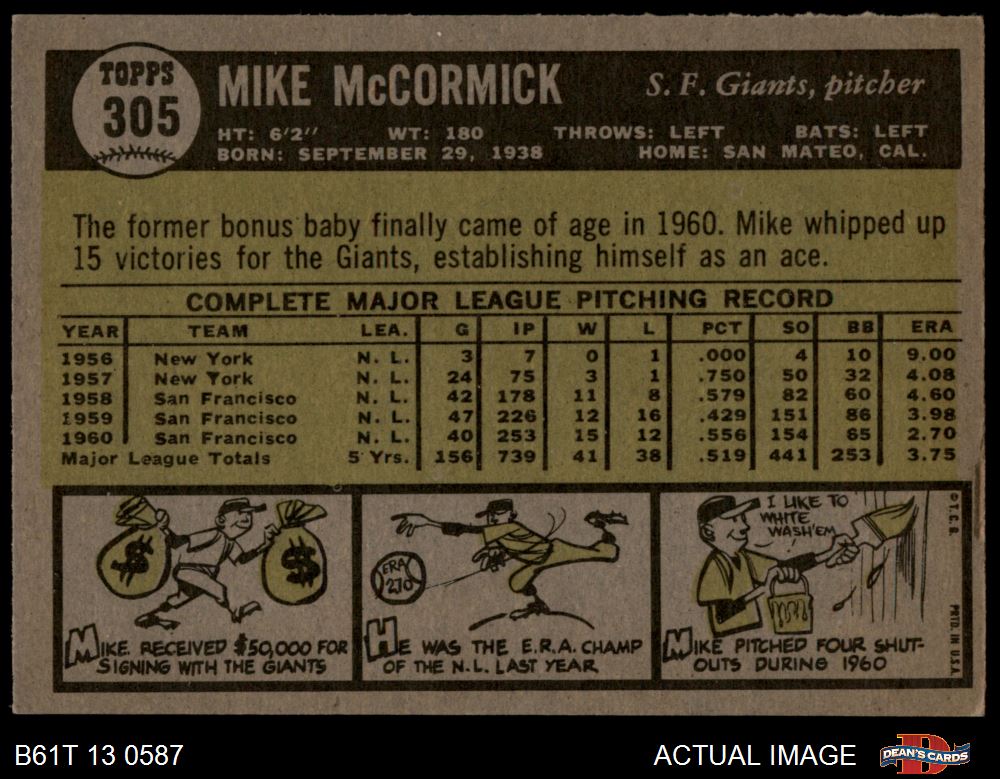 TOPPS
305
MIKE McCORMICK
S. F. Giants, pitcher
HT: 6'2" WT: 180 THROWS: LEFT BATS: LEFT
BORN: SEPTEMBER 29, 1938 HOME: SAN MATEO, CAL.
The former bonus baby finally came of age in 1960. Mike whipped up
15 victories for the Giants, establishing himself as an ace.
COMPLETE MAJOR LEAGUE PITCHING RECORD
YEAR TEAM LEA. G IP W L PCT SO BB ERA
1956 New York N. L. 3 7 0 1 .000 4 10 9.00
1957 New York N. L. 24 75 3 1 .750 50 32 4.08
1958 San Francisco N. L. 42 178 11 8 .579 82 60 4.60
1959 San Francisco N. L. 47 226 12 16 .429 151 86 3.98
1960 San Francisco N. L. 40 253 15 12 .556 154 65 2.70
Major League Totals 5 Yrs. 156 739 41 38 .519 441 253 3.75
$ $
MIKE RECEIVED $50,000 FOR
SIGNING WITH THE GIANTS
ERA
2.70
HE WAS THE E.R.A. CHAMP
OF THE N.L. LAST YEAR
I LIKE TO
WHITE
WASH'EM
MIKE PITCHED FOUR SHUT-
OUTS DURING 1960
© T.C.G. PRTD. IN U.S.A.
B61T 13 0587
ACTUAL IMAGE
D
DEAN'S CARDS